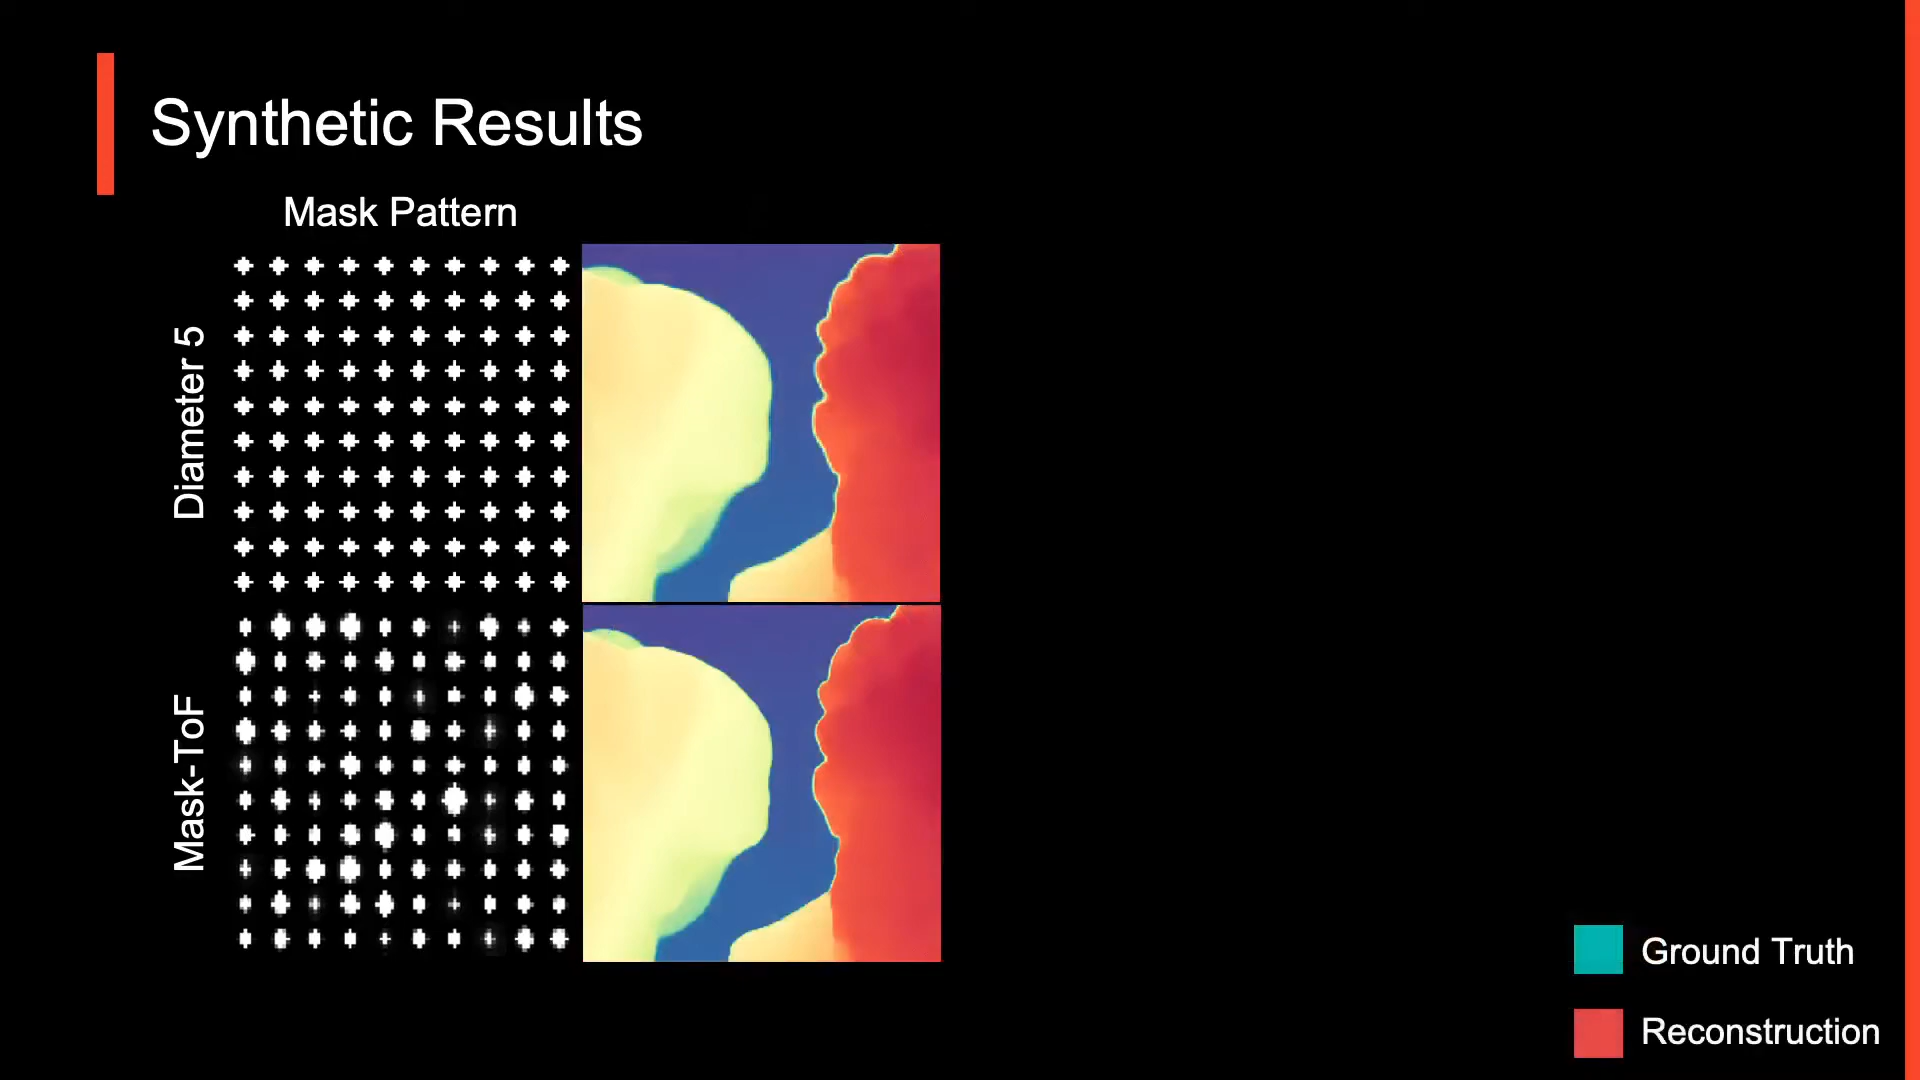 Synthetic Results
Mask Pattern
Diameter 5
Mask-ToF
Ground Truth
Reconstruction